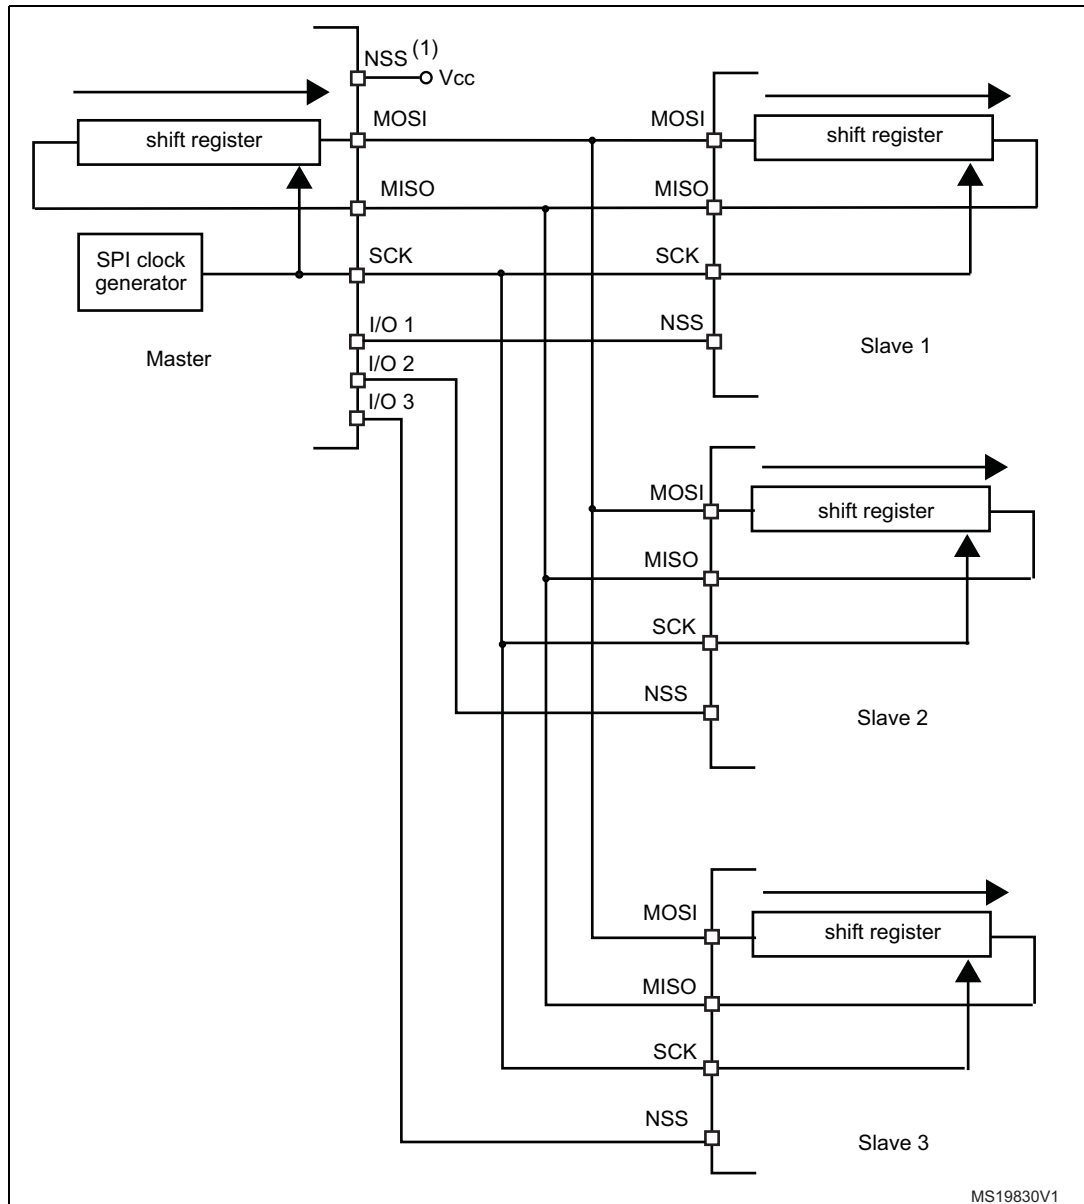 NSS (1)
Vcc
MOSI
MISO
SCK
I/O 1
I/O 2
I/O 3
shift register
SPI clock
generator
Master
MOSI
MISO
SCK
NSS
shift register
Slave 1
MOSI
MISO
SCK
NSS
shift register
Slave 2
MOSI
MISO
SCK
NSS
shift register
Slave 3
MS19830V1